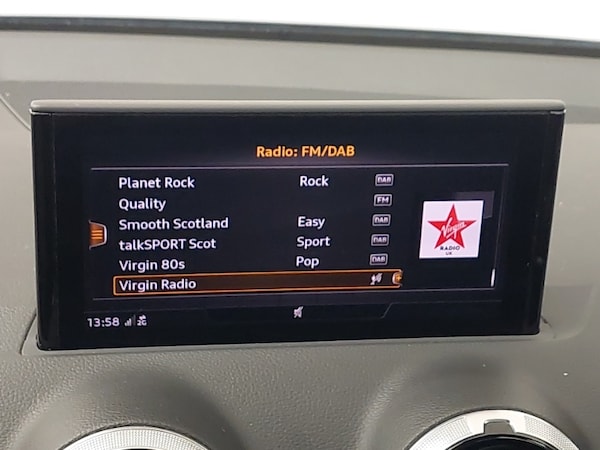 Radio: FM/DAB
Planet Rock Rock DAB
Quality FM
Smooth Scotland Easy DAB
talkSPORT Scot Sport DAB
Virgin 80s Pop DAB
Virgin Radio
Virgin
RADIO
UK
13:58 2G